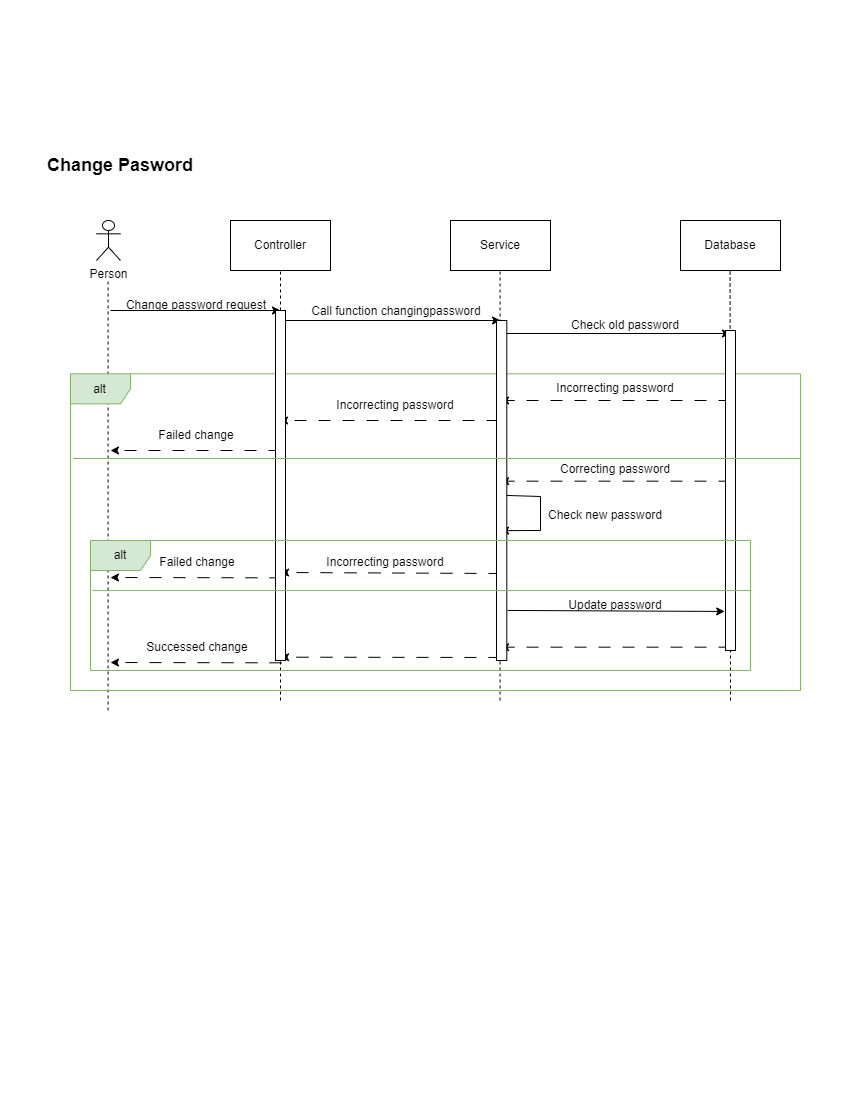 Change Pasword
Person
Controller
Service
Database
Change password request
Call function changingpassword
Check old password
alt
Incorrecting password
Incorrecting password
Failed change
Correcting password
Check new password
alt
Failed change
Incorrecting password
Update password
Successed change